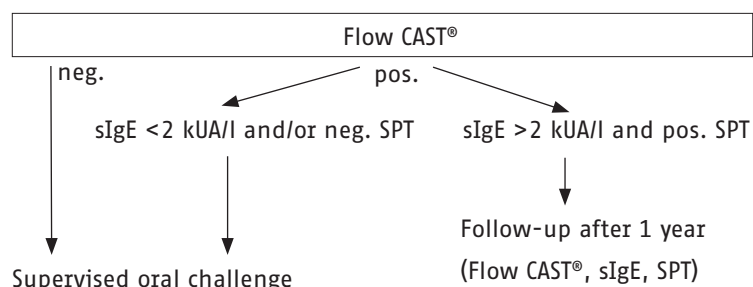 Flow CAST®
neg.
pos.
sIgE <2 kUA/l and/or neg. SPT
sIgE >2 kUA/l and pos. SPT
Follow-up after 1 year
(Flow CAST®, sIgE, SPT)
Supervised oral challenge